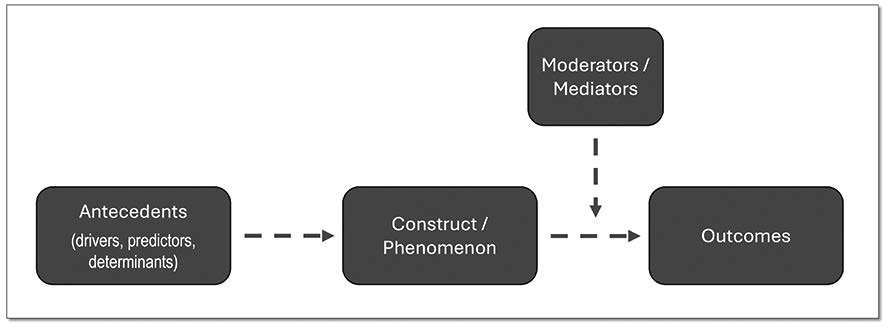 Moderators /
Mediators
Antecedents
(drivers, predictors,
determinants)
Construct /
Phenomenon
Outcomes